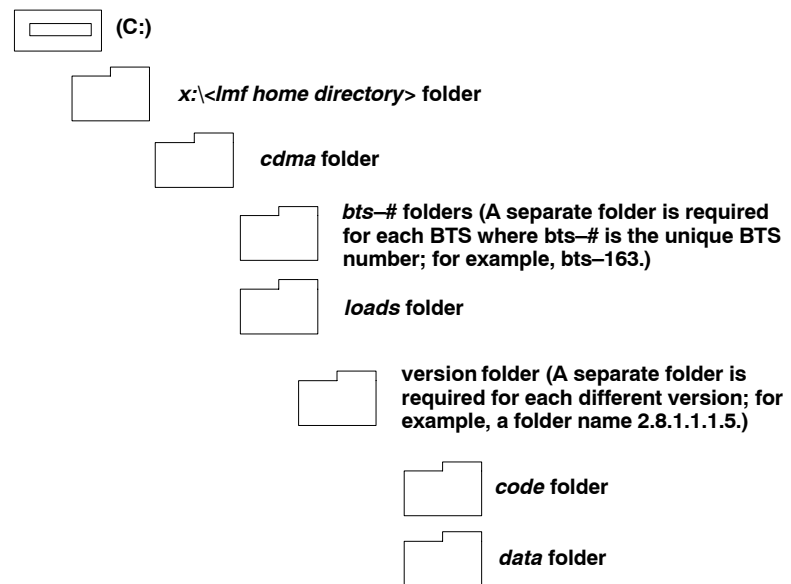 (C:)
x:\<lmf home directory> folder
cdma folder
bts–# folders (A separate folder is required
for each BTS where bts–# is the unique BTS
number; for example, bts–163.)
loads folder
version folder (A separate folder is
required for each different version; for
example, a folder name 2.8.1.1.1.5.)
code folder
data folder